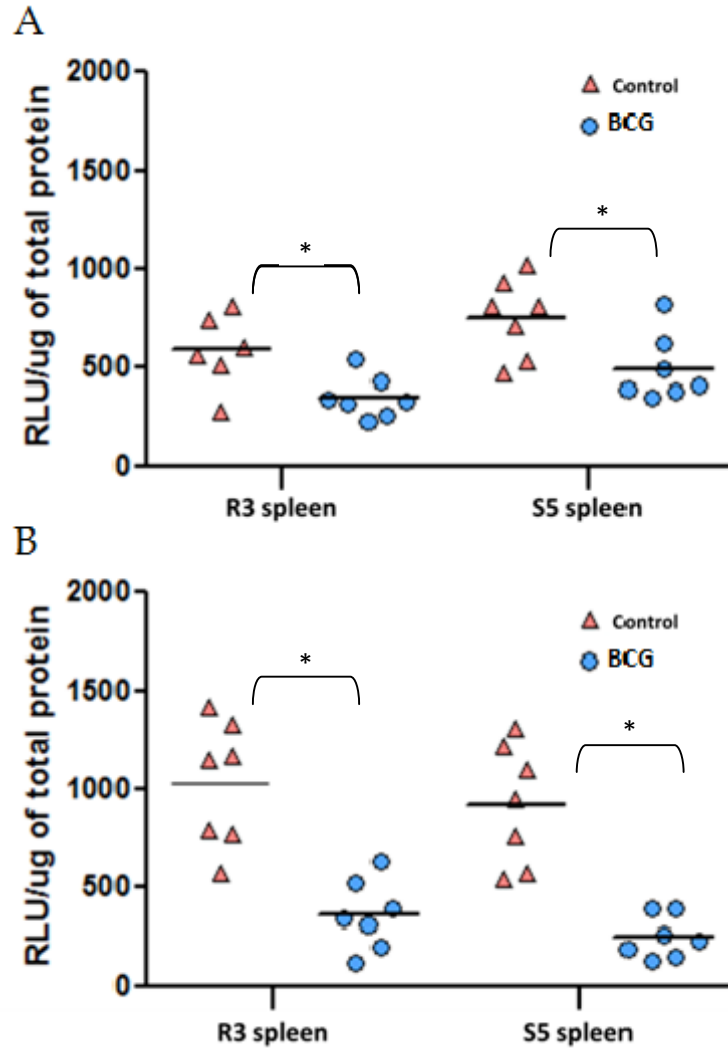 A
RLU/ug of total protein
2000
1500
1000
500
0
Control
BCG
*
*
R3 spleen
S5 spleen
B
RLU/ug of total protein
2000
1500
1000
500
0
Control
BCG
*
*
R3 spleen
S5 spleen